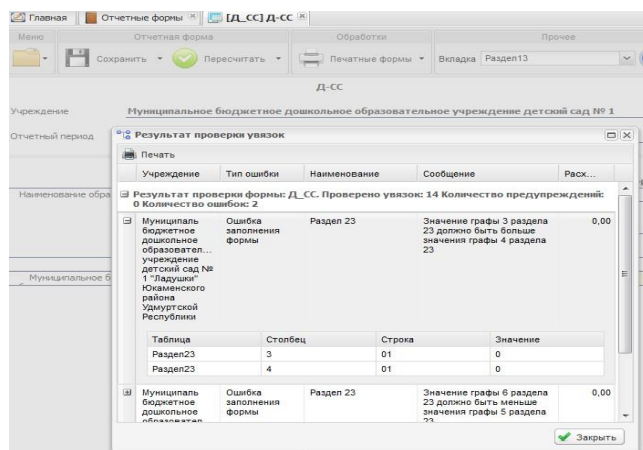 Главная Отчетные формы [Д_СС] Д-СС
Меню Отчетная форма Обработки Прочее
Сохранить Пересчитать Печатные формы Вкладка Раздел13
Д-СС
Учреждение Муниципальное бюджетное дошкольное образовательное учреждение детский сад № 1
Отчетный период
Результат проверки увязок
Печать
Учреждение Тип ошибки Наименование Сообщение Расх...
Наименование обра
Результат проверки формы: Д_СС. Проверено увязок: 14 Количество предупреждений:
0 Количество ошибок: 2
Муниципаль Ошибка Раздел 23 Значение графы 3 раздела 0,00
бюджетное заполнения 23 должно быть больше
дошкольное формы значения графы 4 раздела
образовател... 23
учреждение
детский сад №
1 "Ладушки"
Юкаменского
района
Удмуртской
Республики
Муниципальное б
Таблица Столбец Строка Значение
Раздел23 3 01 0
Раздел23 4 01 0
Муниципаль Ошибка Раздел 23 Значение графы 6 раздела 0,00
бюджетное заполнения 23 должно быть меньше
дошкольное формы значения графы 5 раздела
образовател 23
Закрыть